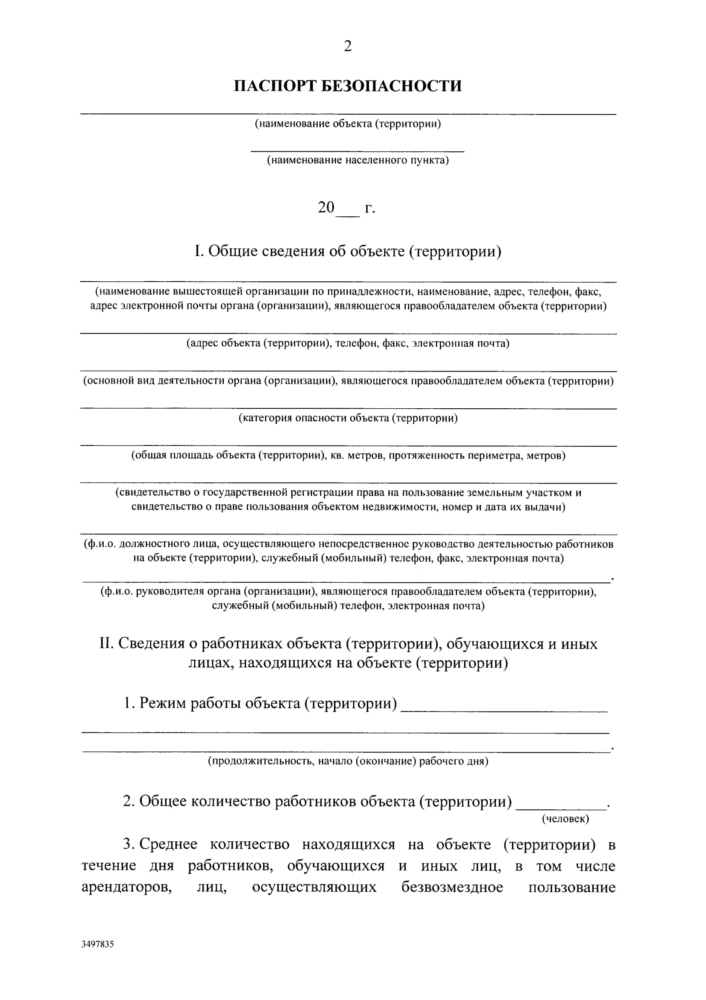 2
ПАСПОРТ БЕЗОПАСНОСТИ
(наименование объекта (территории)
(наименование населенного пункта)
20___ г.
I. Общие сведения об объекте (территории)
(наименование вышестоящей организации по принадлежности, наименование, адрес, телефон, факс,
адрес электронной почты органа (организации), являющегося правообладателем объекта (территории)
(адрес объекта (территории), телефон, факс, электронная почта)
(основной вид деятельности органа (организации), являющегося правообладателем объекта (территории)
(категория опасности объекта (территории)
(общая площадь объекта (территории), кв. метров, протяженность периметра, метров)
(свидетельство о государственной регистрации права на пользование земельным участком и
свидетельство о праве пользования объектом недвижимости, номер и дата их выдачи)
(ф.и.о. должностного лица, осуществляющего непосредственное руководство деятельностью работников
на объекте (территории), служебный (мобильный) телефон, факс, электронная почта)
.
(ф.и.о. руководителя органа (организации), являющегося правообладателем объекта (территории),
служебный (мобильный) телефон, электронная почта)
II. Сведения о работниках объекта (территории), обучающихся и иных
лицах, находящихся на объекте (территории)
1. Режим работы объекта (территории) ___
.
(продолжительность, начало (окончание) рабочего дня)
2. Общее количество работников объекта (территории) ___.
(человек)
3. Среднее количество находящихся на объекте (территории) в
течение дня работников, обучающихся и иных лиц, в том числе
арендаторов, лиц, осуществляющих безвозмездное пользование
3497835